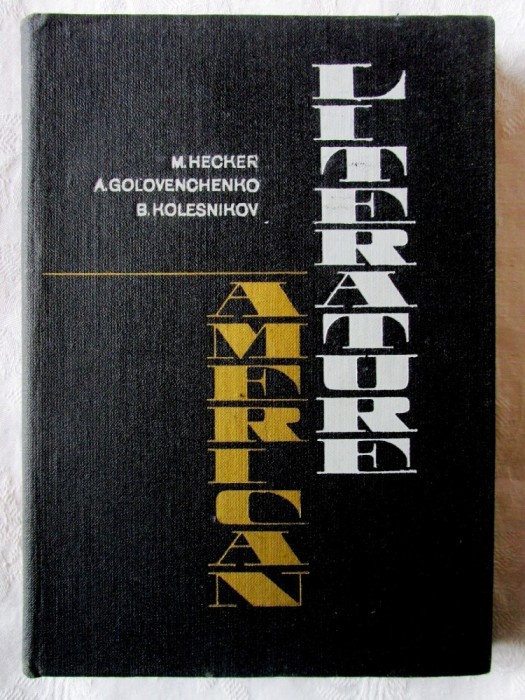 M. HECKER
A. GOLOVENCHENKO
B. KOLESNIKOV
AMERICAN
LITERATURE